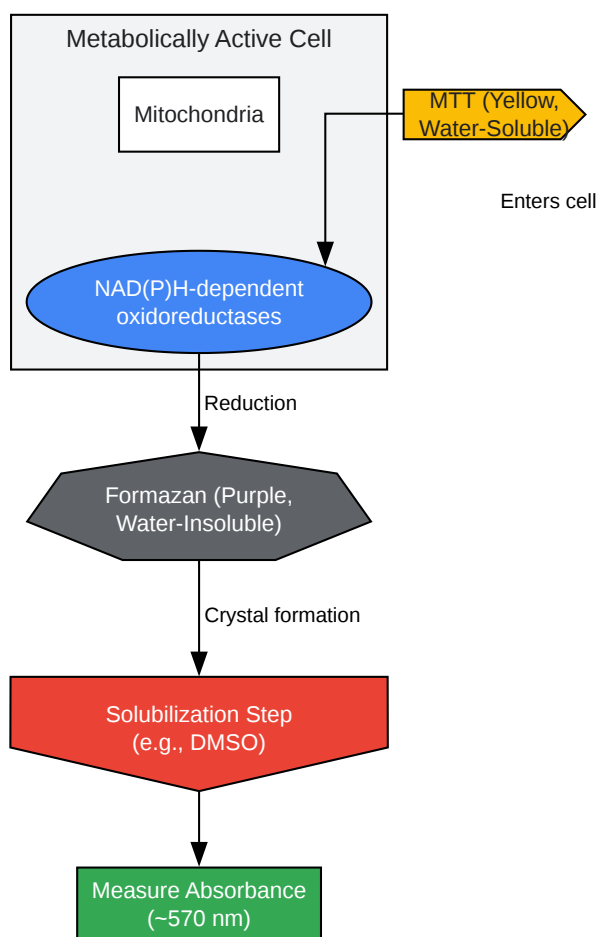 Metabolically Active Cell
Mitochondria
MTT (Yellow,
Water-Soluble)
Enters cell
NAD(P)H-dependent
oxidoreductases
Reduction
Formazan (Purple,
Water-Insoluble)
Crystal formation
Solubilization Step
(e.g., DMSO)
Measure Absorbance
(~570 nm)